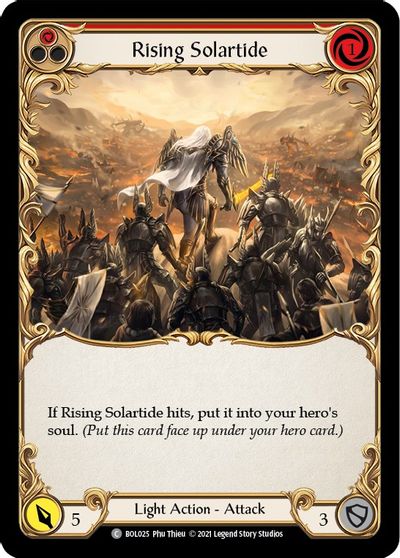 Rising Solartide
1
If Rising Solartide hits, put it into your hero's
soul. (Put this card face up under your hero card.)
5
Light Action - Attack
3
C BOL025 Phu Thieu © 2021 Legend Story Studios